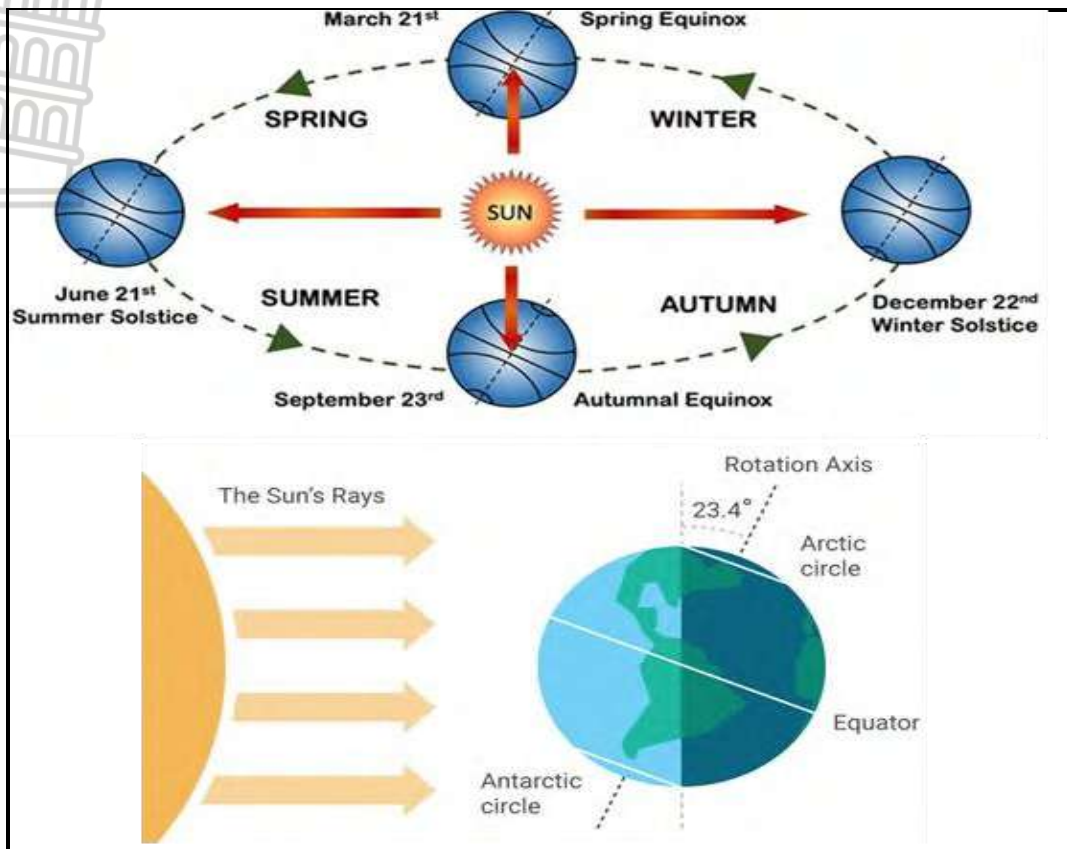 March 21st
Spring Equinox
SPRING
WINTER
SUN
June 21st
Summer Solstice
SUMMER
AUTUMN
December 22nd
Winter Solstice
September 23rd
Autumnal Equinox
The Sun's Rays
Rotation Axis
23.4°
Arctic
circle
Equator
Antarctic
circle